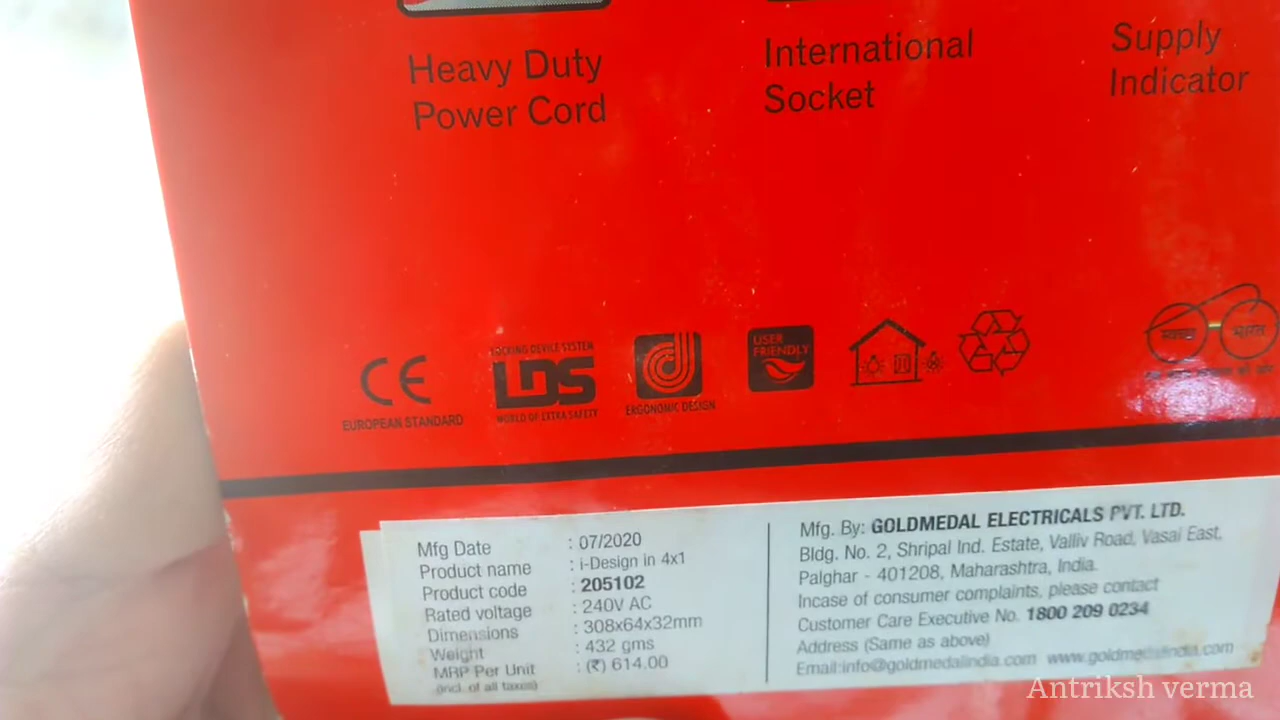 Heavy Duty
Power Cord
International
Socket
Supply
Indicator
CE
EUROPEAN STANDARD
LOCKING DEVICE SYSTEM
LDS
WORLD OF EXTRA SAFETY
ERGONOMIC DESIGN
USER
FRIENDLY
स्वच्छ भारत
Mfg Date : 07/2020
Product name : i-Design in 4x1
Product code : 205102
Rated voltage : 240V AC
Dimensions : 308x64x32mm
Weight : 432 gms
MRP Per Unit : (₹) 614.00
(incl. of all taxes)
Mfg. By: GOLDMEDAL ELECTRICALS PVT. LTD.
Bldg. No. 2, Shripal Ind. Estate, Valliv Road, Vasai East,
Palghar - 401208, Maharashtra, India.
Incase of consumer complaints, please contact
Customer Care Executive No. 1800 209 0234
Address (Same as above)
Email:info@goldmedalindia.com www.goldmedalindia.com
Antriksh verma